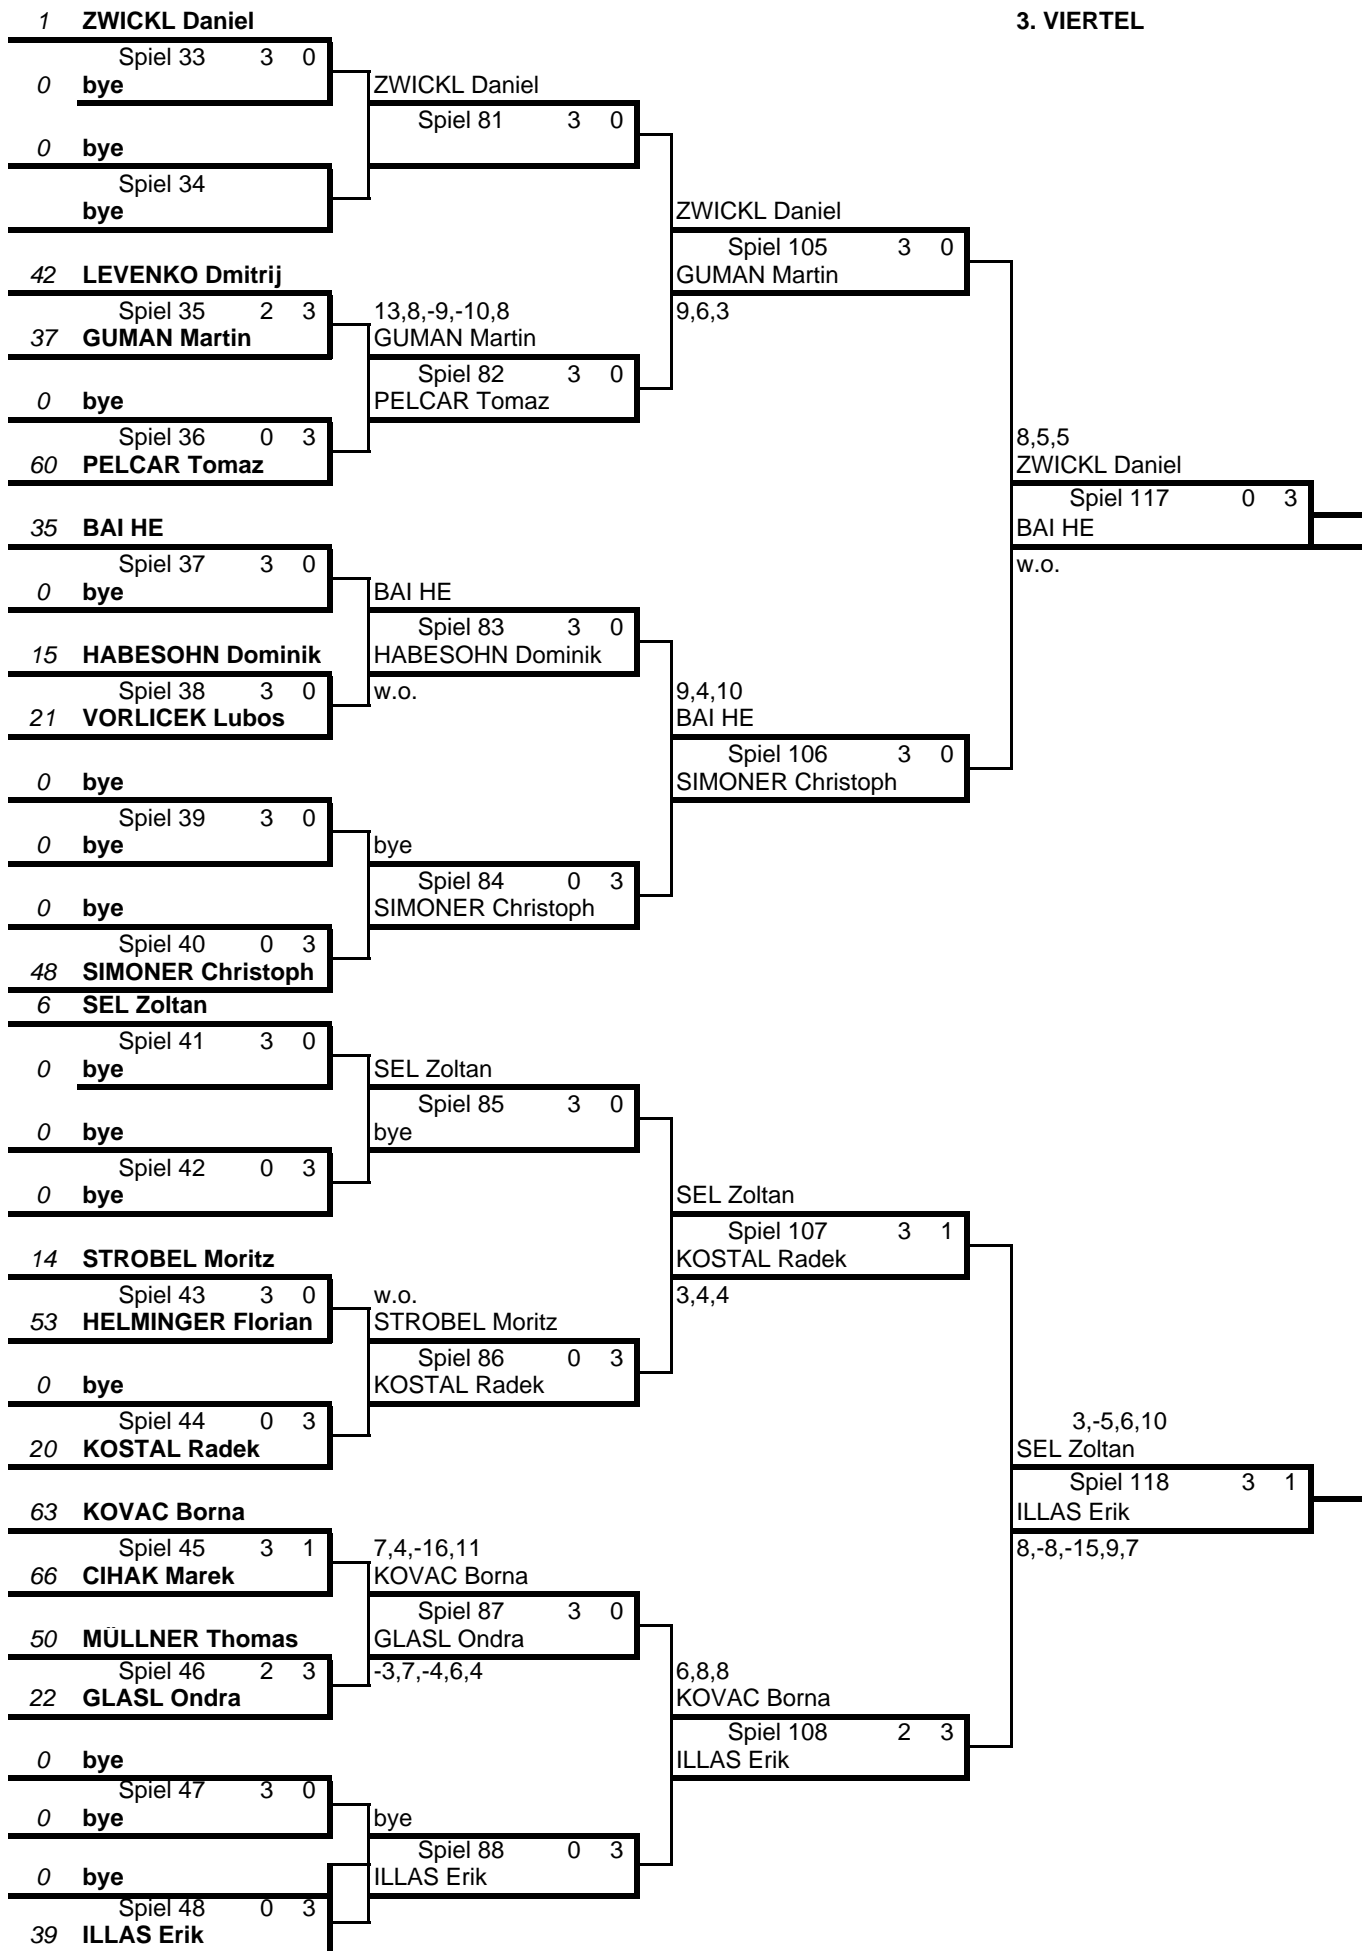 1 ZWICKL Daniel 3. VIERTEL
Spiel 33 3 0
0 bye ZWICKL Daniel
Spiel 81 3 0
0 bye
Spiel 34
bye ZWICKL Daniel
Spiel 105 3 0
42 LEVENKO Dmitrij GUMAN Martin
Spiel 35 2 3 13,8,-9,-10,8 9,6,3
37 GUMAN Martin GUMAN Martin
Spiel 82 3 0
0 bye PELCAR Tomaz
Spiel 36 0 3 8,5,5
60 PELCAR Tomaz ZWICKL Daniel
Spiel 117 0 3
35 BAI HE BAI HE
Spiel 37 3 0 w.o.
0 bye BAI HE
Spiel 83 3 0
15 HABESOHN Dominik HABESOHN Dominik
Spiel 38 3 0 w.o. 9,4,10
21 VORLICEK Lubos BAI HE
Spiel 106 3 0
0 bye SIMONER Christoph
Spiel 39 3 0
0 bye bye
Spiel 84 0 3
0 bye SIMONER Christoph
Spiel 40 0 3
48 SIMONER Christoph
6 SEL Zoltan
Spiel 41 3 0
0 bye SEL Zoltan
Spiel 85 3 0
0 bye bye
Spiel 42 0 3
0 bye SEL Zoltan
Spiel 107 3 1
14 STROBEL Moritz KOSTAL Radek
Spiel 43 3 0 w.o. 3,4,4
53 HELMINGER Florian STROBEL Moritz
Spiel 86 0 3
0 bye KOSTAL Radek
Spiel 44 0 3 3,-5,6,10
20 KOSTAL Radek SEL Zoltan
Spiel 118 3 1
63 KOVAC Borna ILLAS Erik
Spiel 45 3 1 7,4,-16,11 8,-8,-15,9,7
66 CIHAK Marek KOVAC Borna
Spiel 87 3 0
50 MÜLLNER Thomas GLASL Ondra
Spiel 46 2 3 -3,7,-4,6,4 6,8,8
22 GLASL Ondra KOVAC Borna
Spiel 108 2 3
0 bye ILLAS Erik
Spiel 47 3 0
0 bye bye
Spiel 88 0 3
0 bye ILLAS Erik
Spiel 48 0 3
39 ILLAS Erik